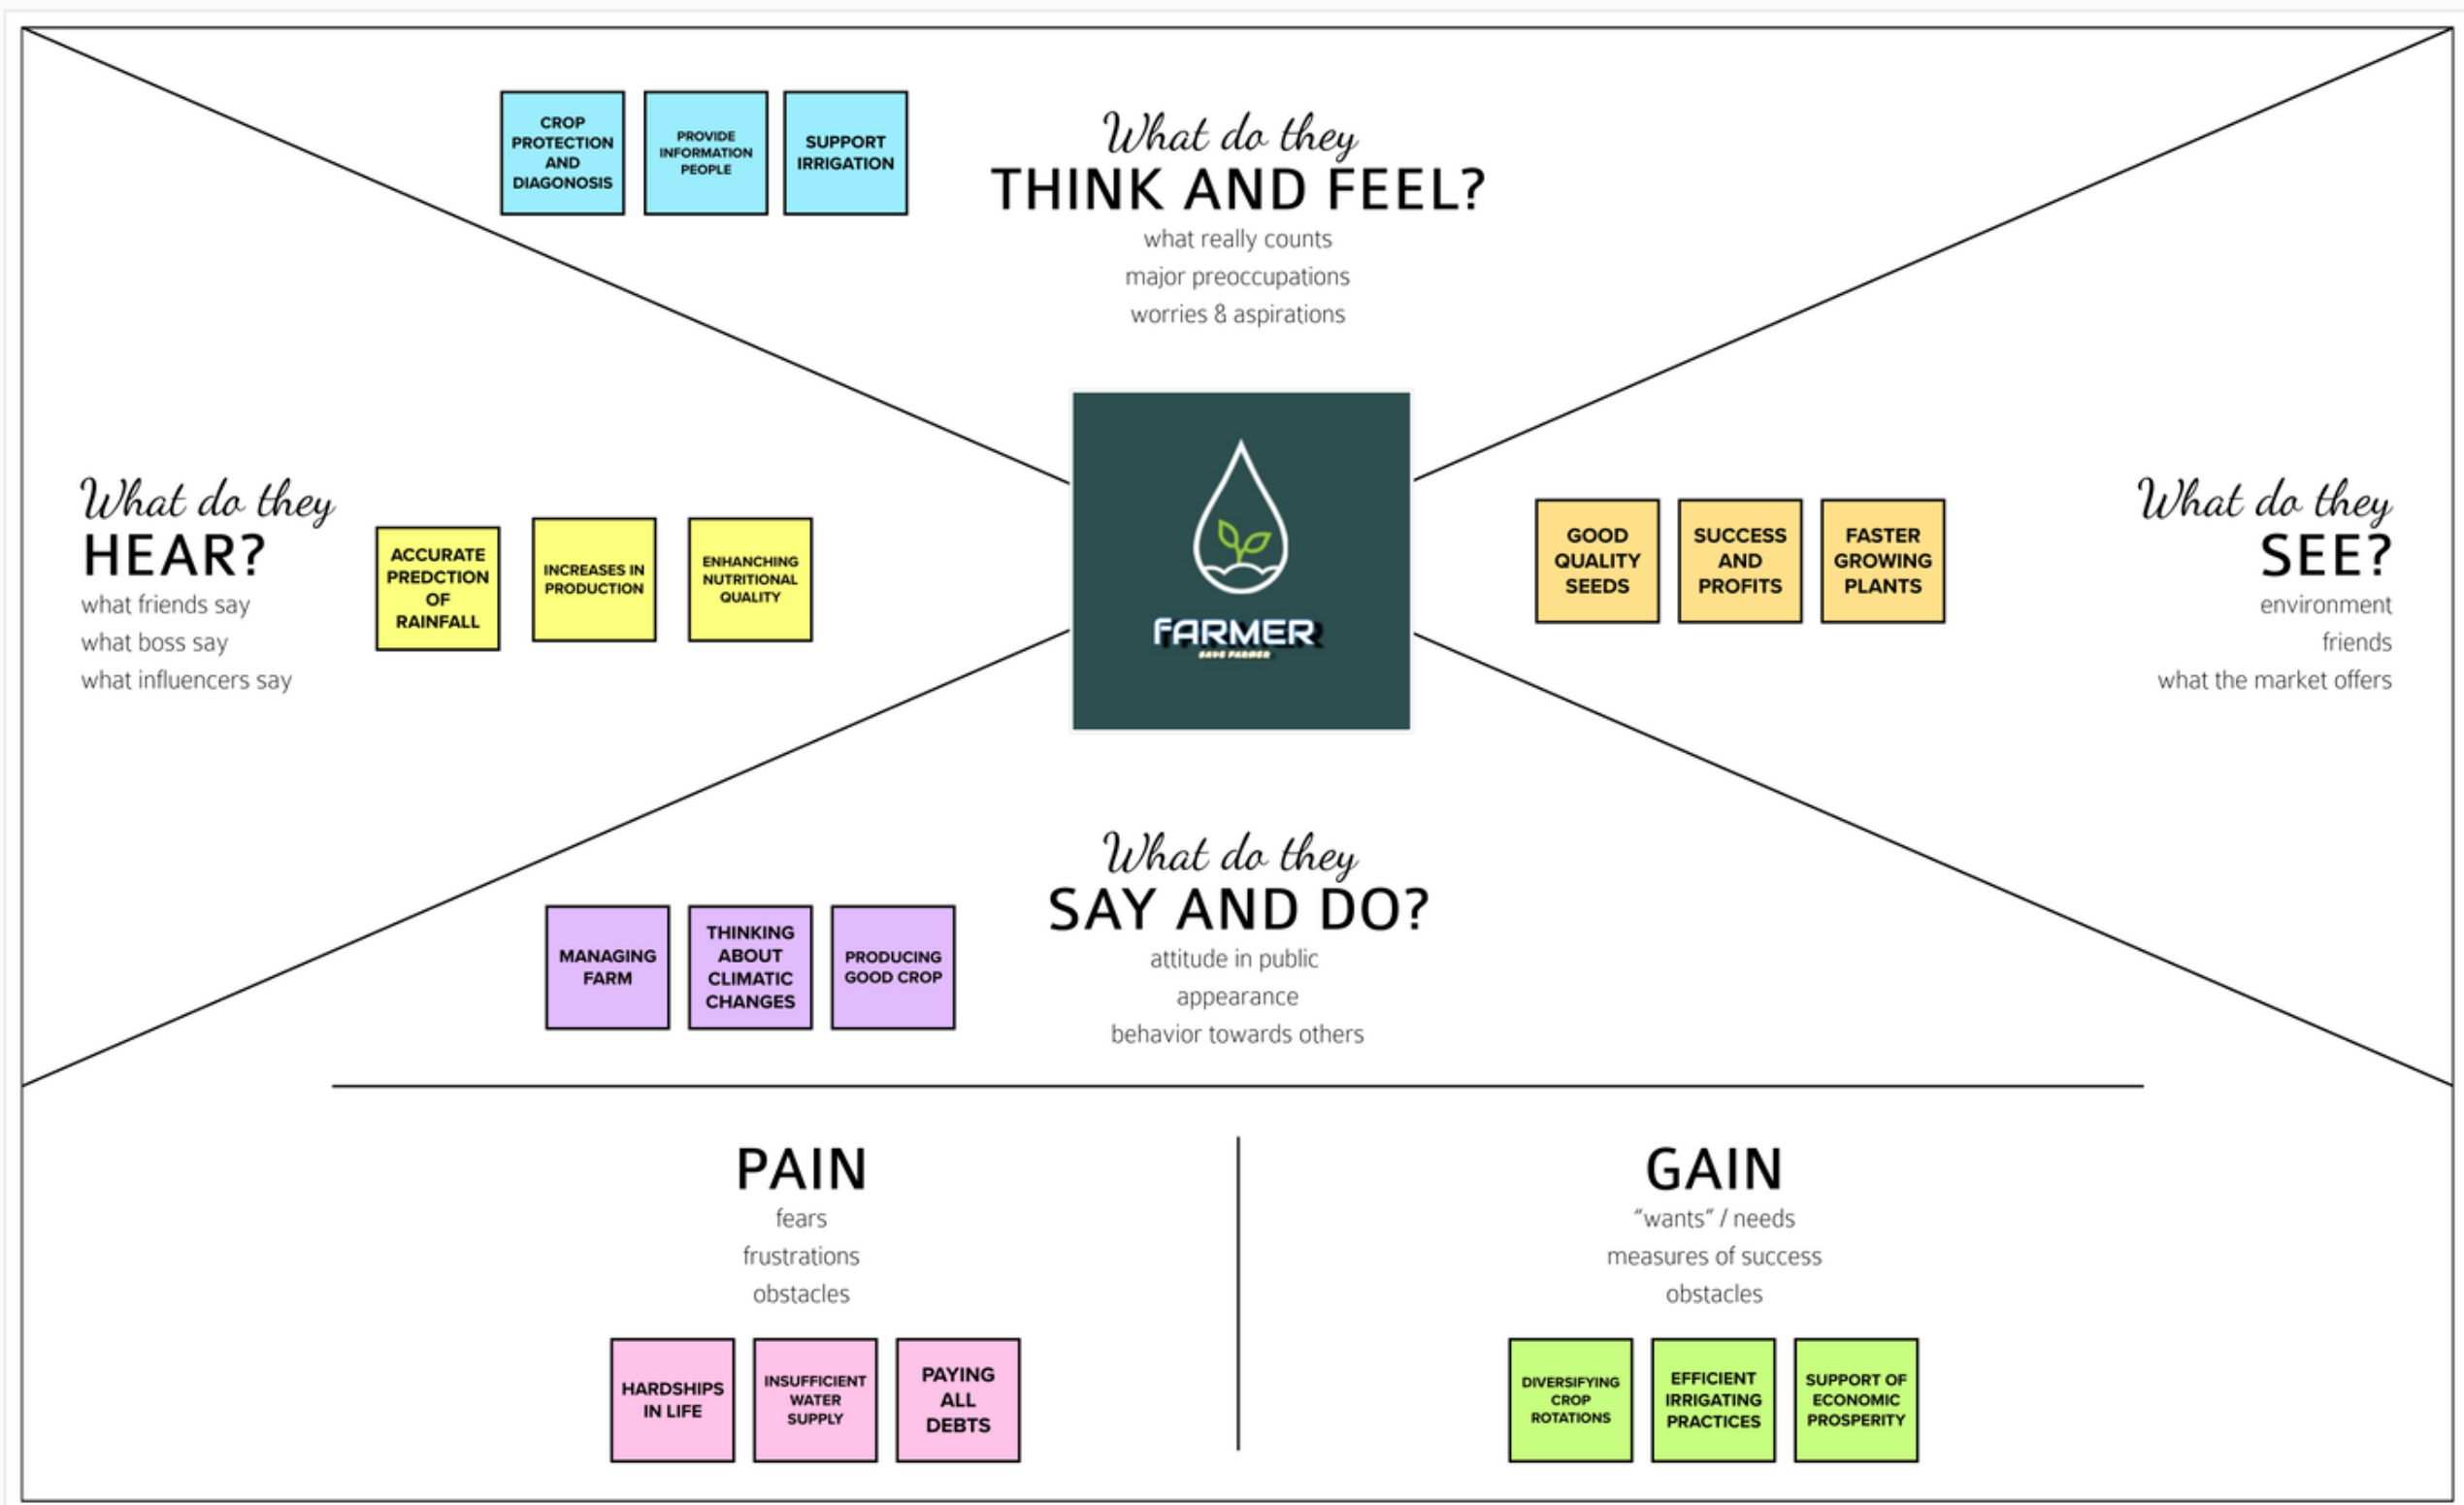 CROP
PROTECTION
AND
DIAGONOSIS
PROVIDE
INFORMATION
PEOPLE
SUPPORT
IRRIGATION
What do they
THINK AND FEEL?
what really counts
major preoccupations
worries & aspirations
What do they
HEAR?
what friends say
what boss say
what influencers say
ACCURATE
PREDCTION
OF
RAINFALL
INCREASES IN
PRODUCTION
ENHANCHING
NUTRITIONAL
QUALITY
FARMER
SAVE FARMER
GOOD
QUALITY
SEEDS
SUCCESS
AND
PROFITS
FASTER
GROWING
PLANTS
What do they
SEE?
environment
friends
what the market offers
What do they
SAY AND DO?
attitude in public
appearance
behavior towards others
MANAGING
FARM
THINKING
ABOUT
CLIMATIC
CHANGES
PRODUCING
GOOD CROP
PAIN
fears
frustrations
obstacles
HARDSHIPS
IN LIFE
INSUFFICIENT
WATER
SUPPLY
PAYING
ALL
DEBTS
GAIN
“wants” / needs
measures of success
obstacles
DIVERSIFYING
CROP
ROTATIONS
EFFICIENT
IRRIGATING
PRACTICES
SUPPORT OF
ECONOMIC
PROSPERITY